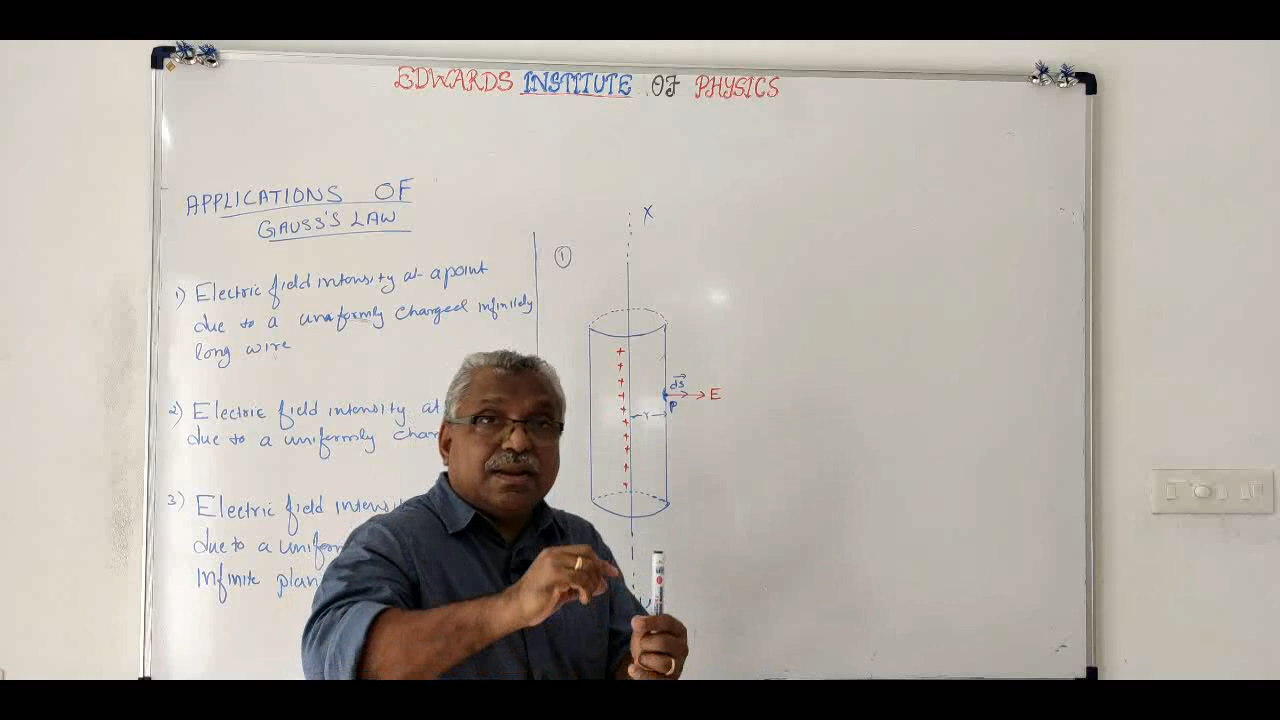 EDWARDS INSTITUTE OF PHYSICS
APPLICATIONS OF
GAUSS'S LAW
1) Electric field intensity at a point
due to a uniformly charged infinitely
long wire
2) Electric field intensity at
due to a uniformly char
3) Electric field intensi
due to a uniform
Infinite plan
①
X
+
+
+
+
+
+
+
+
+
ds
E
P
r